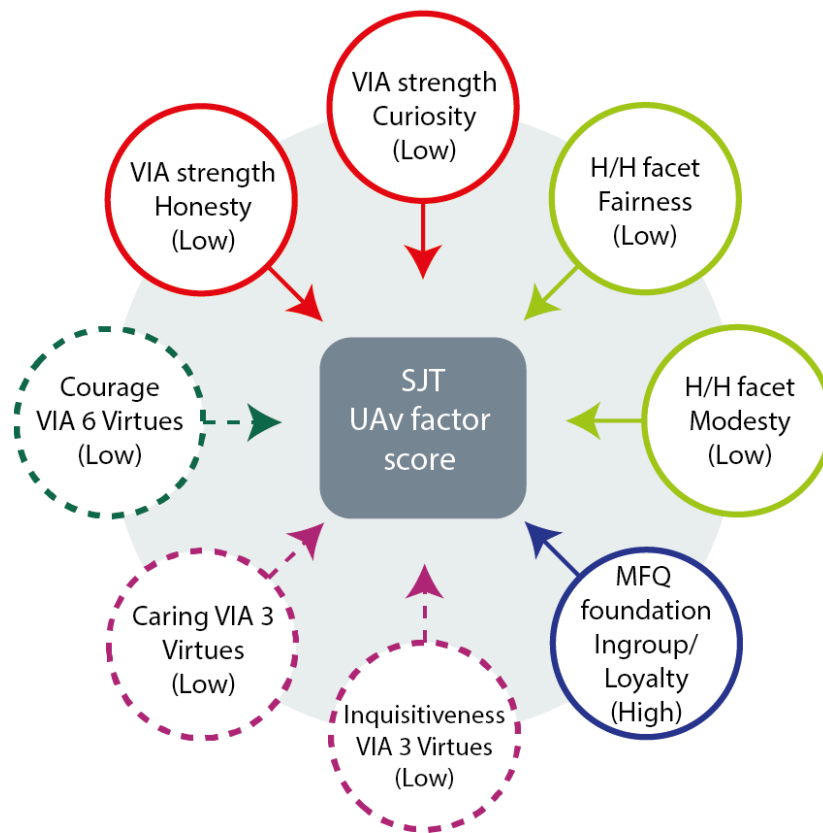 VIA strength
Curiosity
(Low)
VIA strength
Honesty
(Low)
H/H facet
Fairness
(Low)
Courage
VIA 6 Virtues
(Low)
SJT
UAv factor
score
H/H facet
Modesty
(Low)
Caring VIA 3
Virtues
(Low)
Inquisitiveness
VIA 3 Virtues
(Low)
MFQ
foundation
Ingroup/
Loyalty
(High)